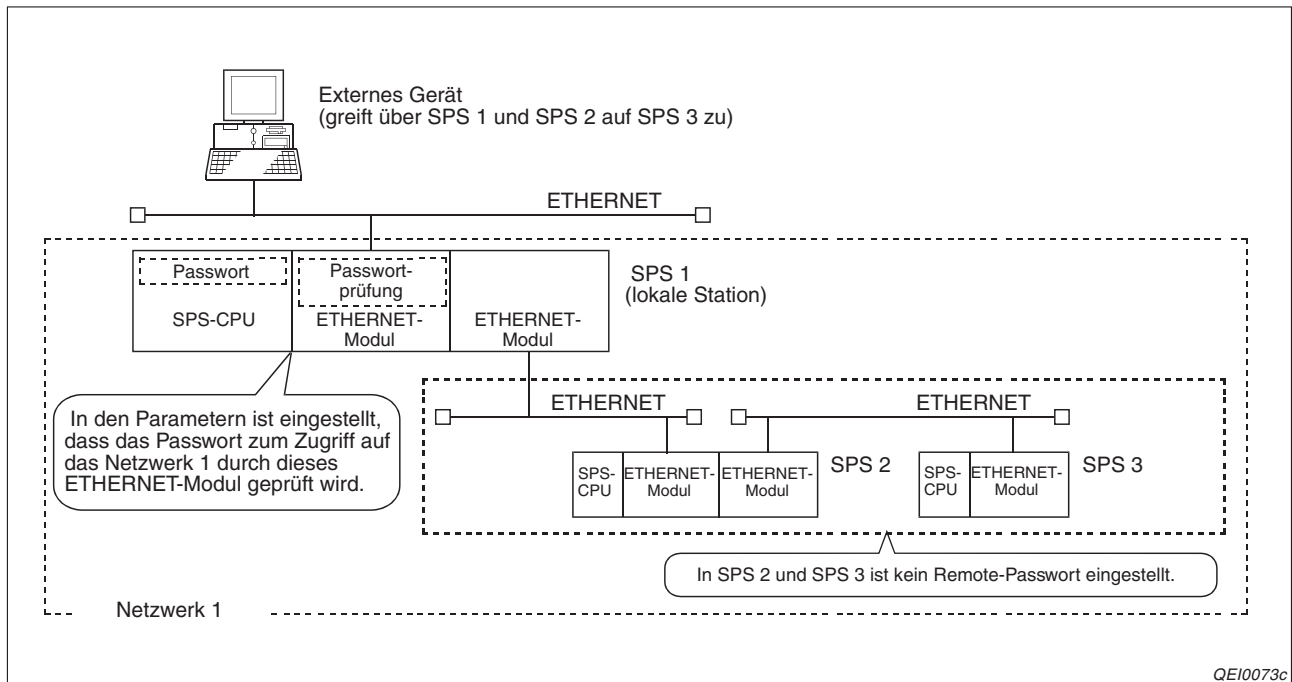 Externes Gerät
(greift über SPS 1 und SPS 2 auf SPS 3 zu)
ETHERNET
Passwort
SPS-CPU
Passwort-
prüfung
ETHERNET-
Modul
ETHERNET-
Modul
SPS 1
(lokale Station)
In den Parametern ist eingestellt,
dass das Passwort zum Zugriff auf
das Netzwerk 1 durch dieses
ETHERNET-Modul geprüft wird.
ETHERNET
ETHERNET
SPS-
CPU
ETHERNET-
Modul
ETHERNET-
Modul
SPS 2
SPS-
CPU
ETHERNET-
Modul
SPS 3
In SPS 2 und SPS 3 ist kein Remote-Passwort eingestellt.
Netzwerk 1
QEI0073c